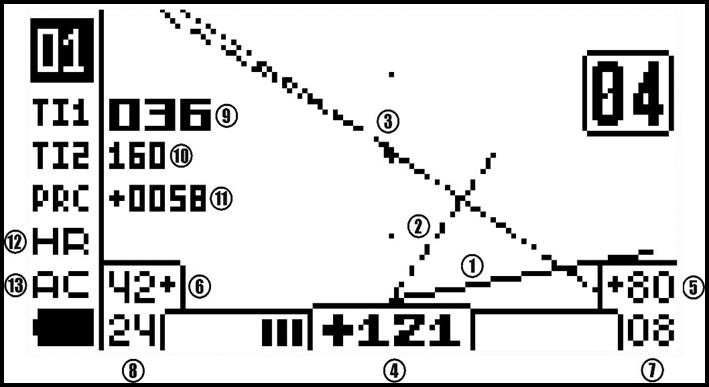 01
04
TI1 036 ⑨
③
TI2 160 ⑩
PRC +0058 ⑪
⑫ HR
②
①
⑬ AC 42+ ⑥
+80 ⑤
24 +121 08
⑧ ④ ⑦